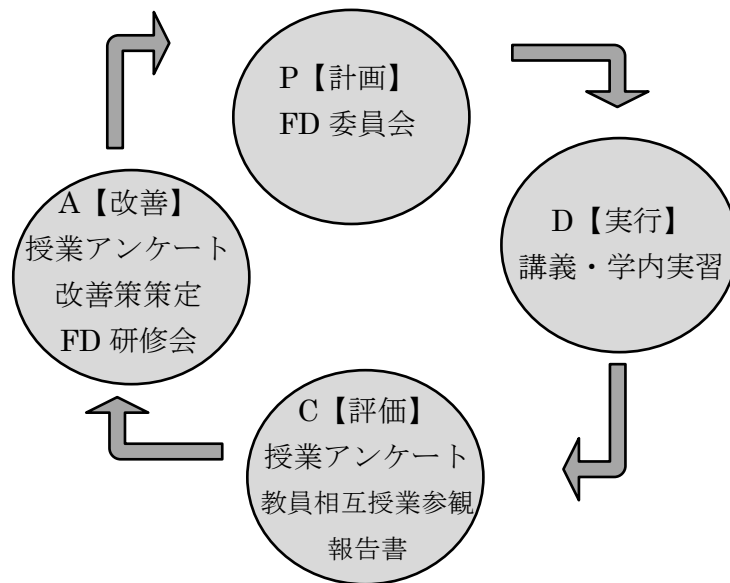 P【計画】
FD 委員会
D【実行】
講義・学内実習
C【評価】
授業アンケート
教員相互授業参観
報告書
A【改善】
授業アンケート
改善策策定
FD 研修会